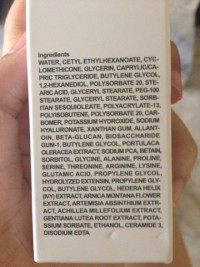 Ingredients
WATER, CETYL ETHYLHEXANOATE, CYC-
LOMETHICONE, GLYCERIN, CAPRYLIC/CA-
PRIC TRIGLYCERIDE, BUTYLENE GLYCOL,
1,2-HEXANEDIOL, POLYSORBATE 20, STE-
ARIC ACID, GLYCERYL STEARATE, PEG-100
STEARATE, GLYCERYL STEARATE, SORB-
ITAN SESQUIOLEATE, POLYACRYLATE-13,
POLYISOBUTENE, POLYSORBATE 20, CAR-
BOMER, POTASSIUM HYDROXIDE, SODIUM
HYALURONATE, XANTHAN GUM, ALLANT-
OIN, BETA-GLUCAN, BIOSACCHARIDE
GUM-1, BUTYLENE GLYCOL, PORTULACA
OLERACEA EXTRACT, SODIUM PCA, BETAIN,
SORBITOL, GLYCINE, ALANINE, PROLINE,
SERINE, THREONINE, ARGININE, LYSINE,
GLUTAMIC ACID, PROPYLENE GLYCOL,
HYDROLYZED EXTENSIN, PROPYLENE GLY-
COL, BUTYLENE GLYCOL, HEDERA HELIX
(IVY) EXTRACT, ARNICA MONTANA FLOWER
EXTRACT, ARTEMISIA ABSINTHIUM EXTR-
ACT, ACHILLEA MILLEFOLIUM EXTRACT,
GENTIANA LUTEA ROOT EXTRACT, POTA-
SSIUM SORBATE, ETHANOL, CERAMIDE 3,
DISODIUM EDTA